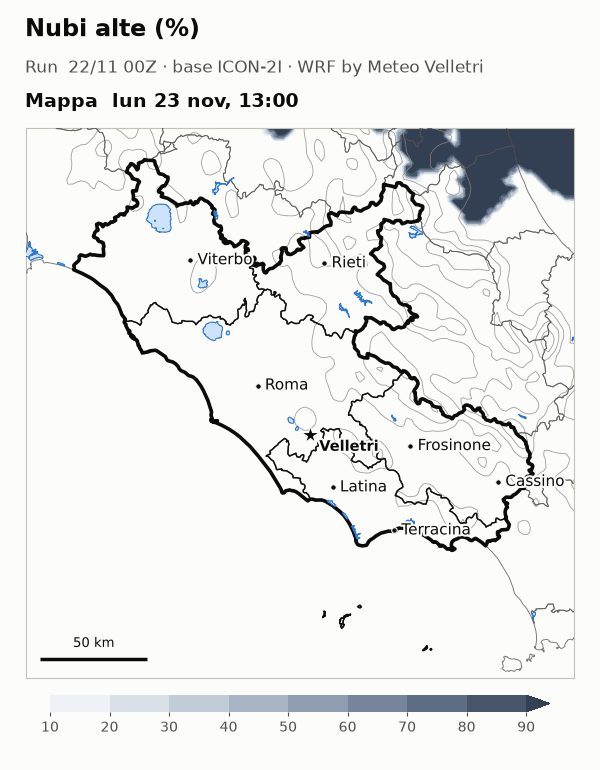 Nubi alte (%)
Run  22/11 00Z · base ICON-2I · WRF by Meteo Velletri
Mappa  lun 23 nov, 13:00
Viterbo
Rieti
Roma
Velletri
Frosinone
Latina
Cassino
Terracina
50 km
10 20 30 40 50 60 70 80 90